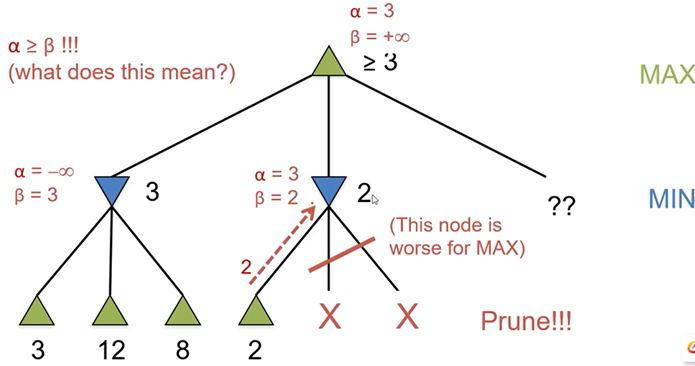 α = 3
β = +∞
≥ 3
α ≥ β !!!
(what does this mean?)
MAX
α = −∞
β = 3
3
α = 3
β = 2
2
??
MIN
(This node is
worse for MAX)
2
X X Prune!!!
3 12 8 2